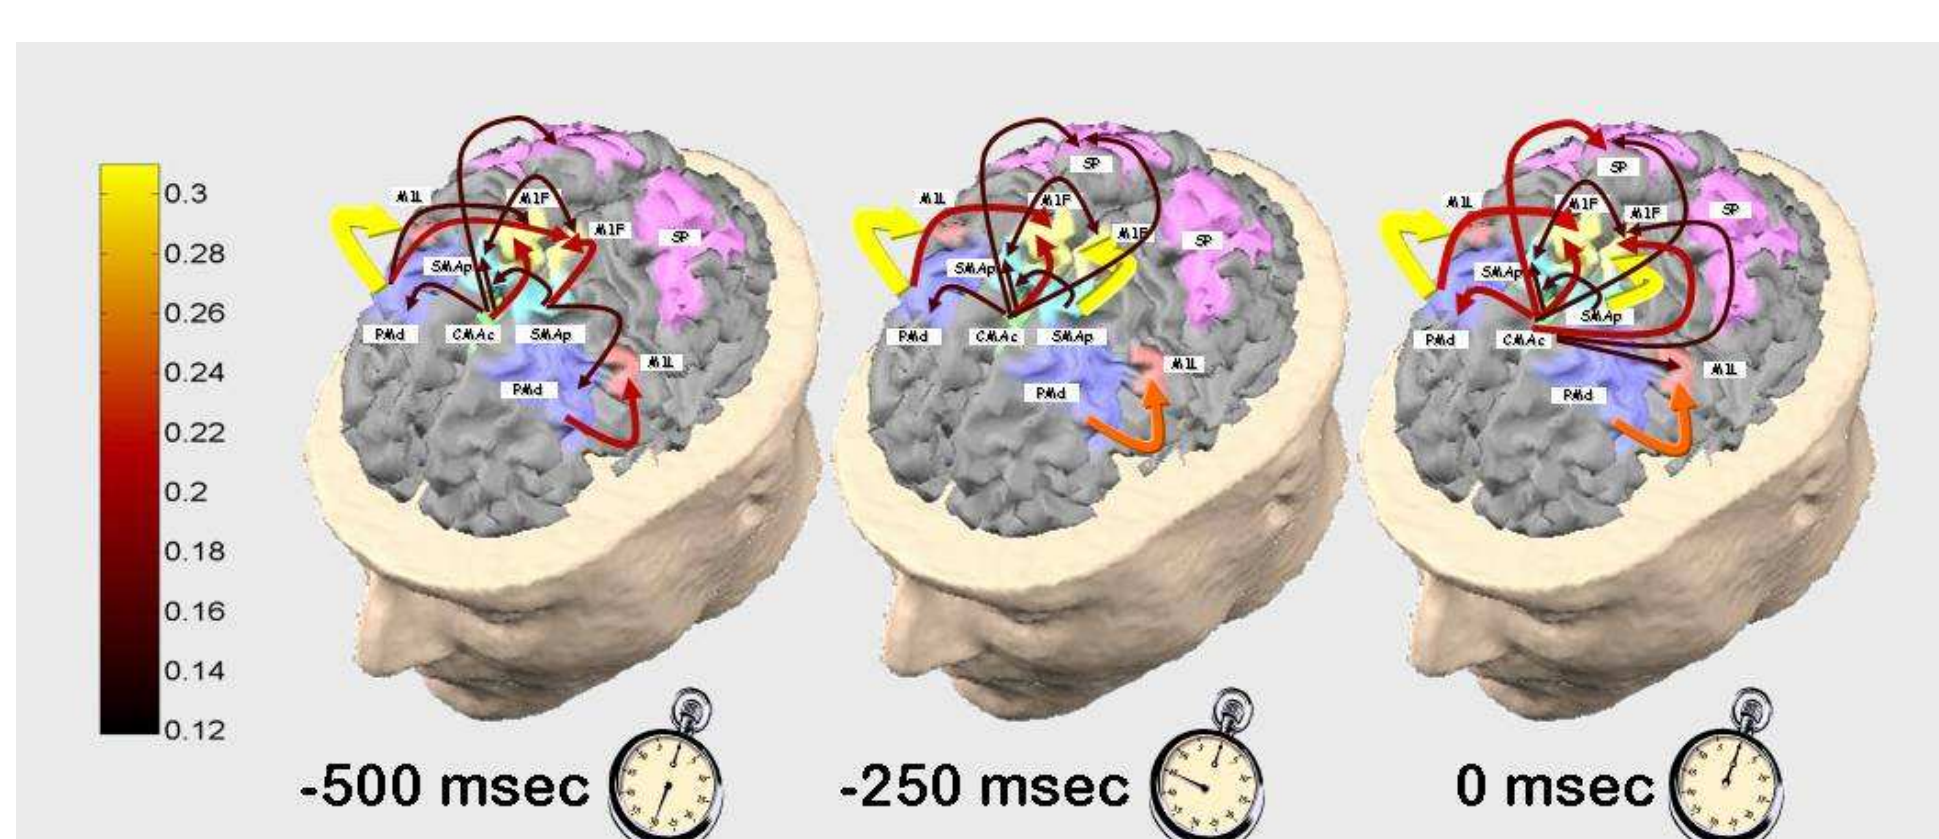 0.3
0.28
0.26
0.24
0.22
0.2
0.18
0.16
0.14
0.12
M1L
M1F
M1F
SP
SMAp
PMd
CMAc
SMAp
M1L
PMd
SP
M1L
M1F
M1F
SP
SMAp
PMd
CMAc
SMAp
M1L
PMd
SP
M1L
M1F
M1F
SP
SMAp
SMAp
PMd
CMAc
M1L
PMd
-500 msec
-250 msec
0 msec